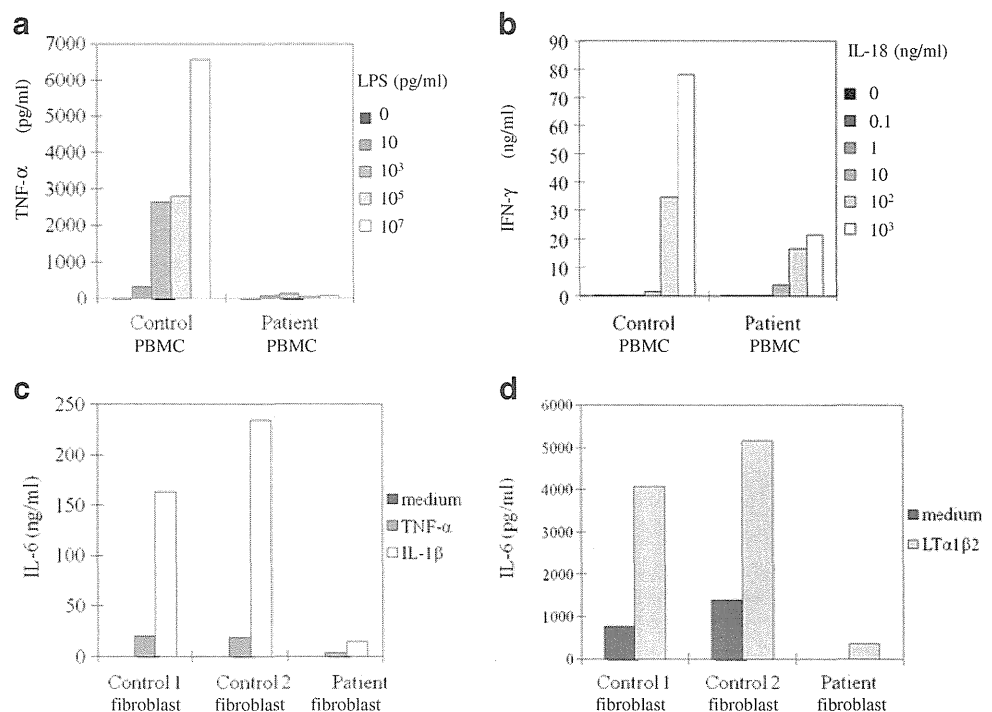 a
7000
6000
5000
4000
3000
2000
1000
0
TNF-α (pg/ml)
LPS (pg/ml)
0
10
10³
10⁵
10⁷
Control
PBMC
Patient
PBMC
b
90
80
70
60
50
40
30
20
10
0
IFN-γ (ng/ml)
IL-18 (ng/ml)
0
0.1
1
10
10²
10³
Control
PBMC
Patient
PBMC
c
250
200
150
100
50
0
IL-6 (ng/ml)
medium
TNF-α
IL-1β
Control 1
fibroblast
Control 2
fibroblast
Patient
fibroblast
d
6000
5000
4000
3000
2000
1000
0
IL-6 (pg/ml)
medium
LTα1β2
Control 1
fibroblast
Control 2
fibroblast
Patient
fibroblast